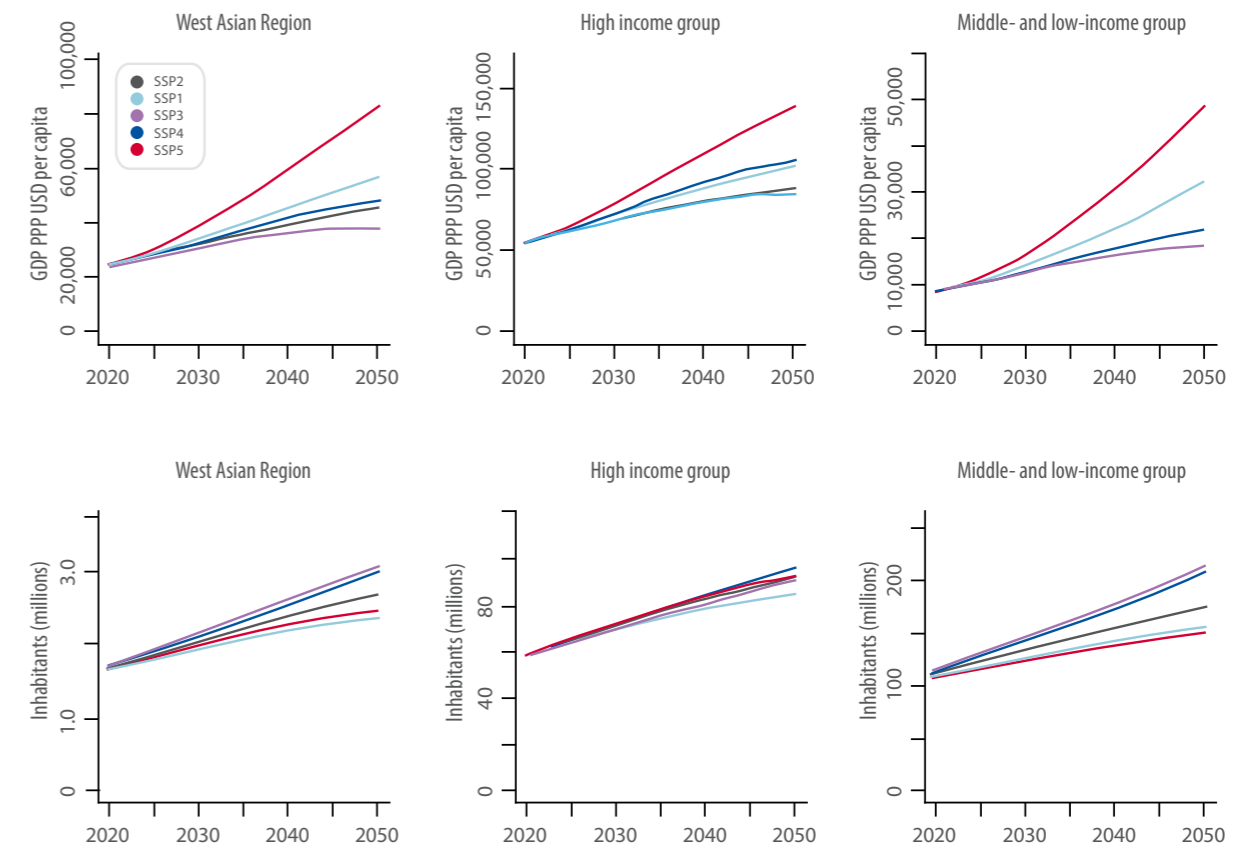 West Asian Region
High income group
Middle- and low-income group
GDP PPP USD per capita
100,000
60,000
20,000
0
SSP2
SSP1
SSP3
SSP4
SSP5
2020 2030 2040 2050
GDP PPP USD per capita
150,000
100,000
50,000
0
2020 2030 2040 2050
GDP PPP USD per capita
50,000
30,000
10,000
0
2020 2030 2040 2050
West Asian Region
High income group
Middle- and low-income group
Inhabitants (millions)
3.0
1.0
0
2020 2030 2040 2050
Inhabitants (millions)
80
40
0
2020 2030 2040 2050
Inhabitants (millions)
200
100
0
2020 2030 2040 2050